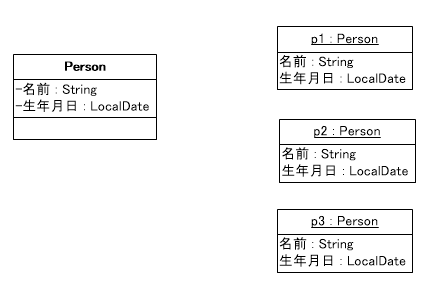 Person
-名前 : String
-生年月日 : LocalDate
p1 : Person
名前 : String
生年月日 : LocalDate
p2 : Person
名前 : String
生年月日 : LocalDate
p3 : Person
名前 : String
生年月日 : LocalDate